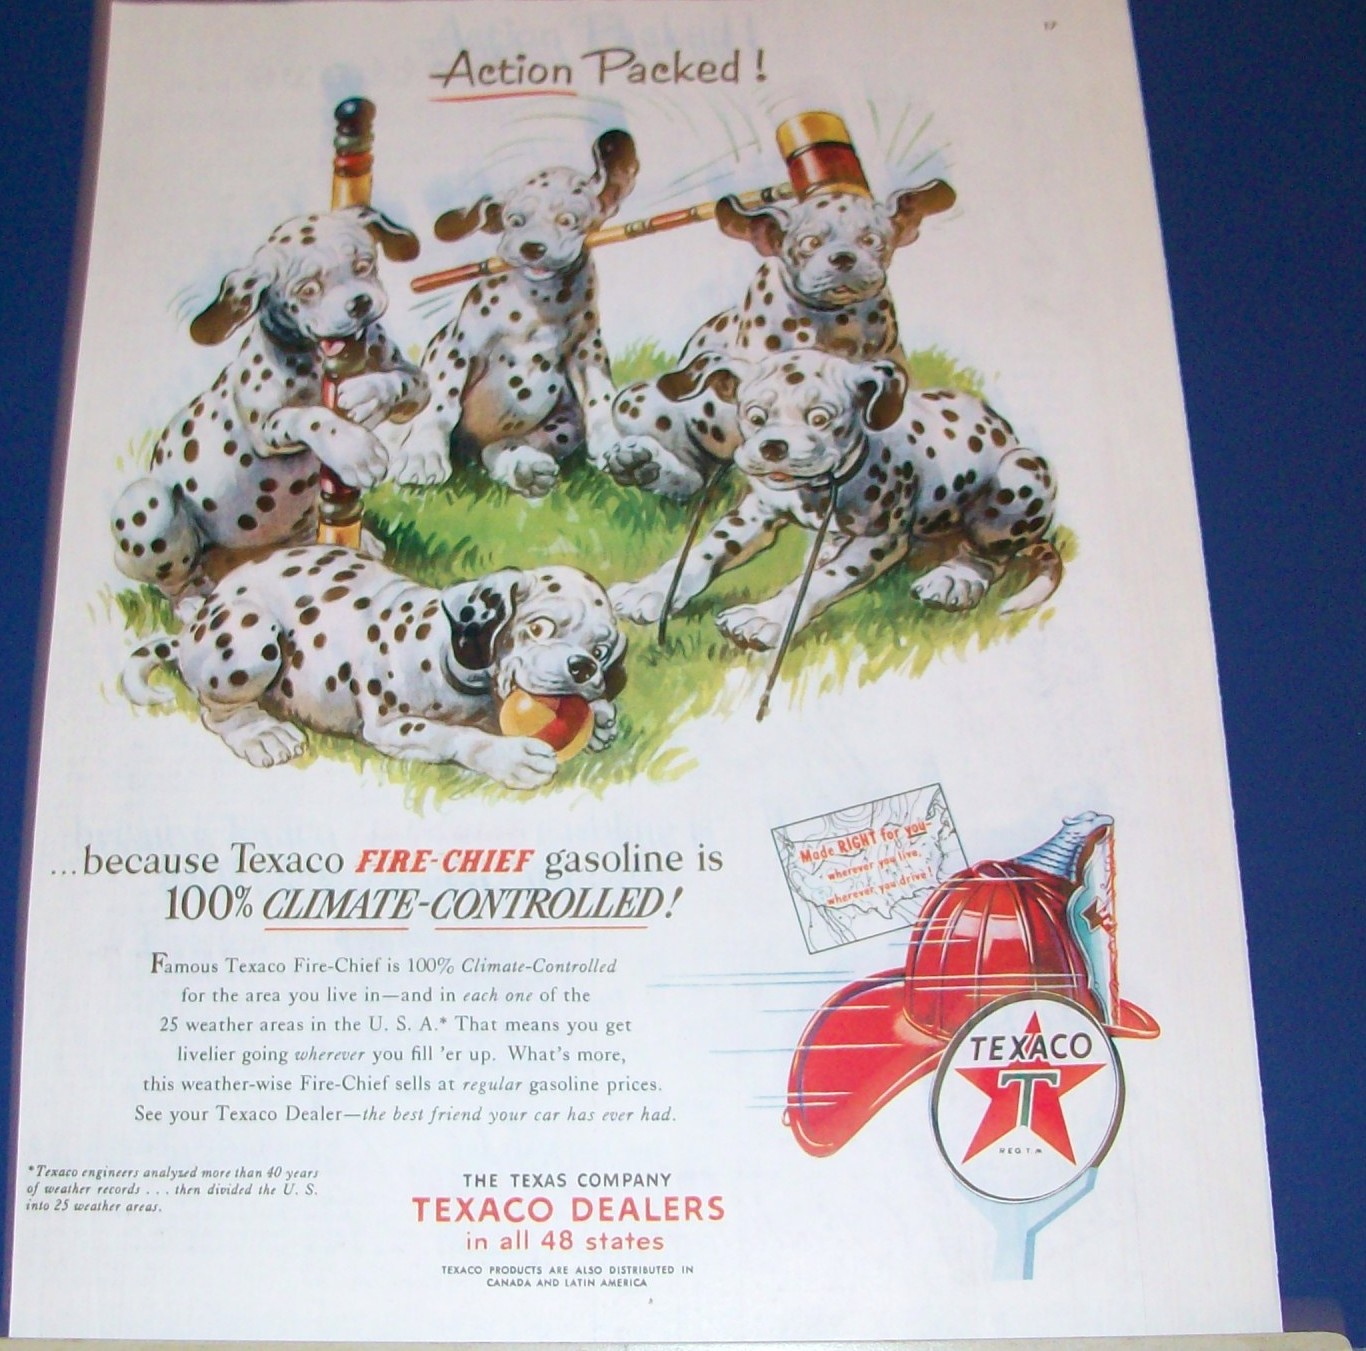 17
Action Packed!
Made RIGHT for you—
wherever you live,
wherever you drive!
...because Texaco FIRE-CHIEF gasoline is
100% CLIMATE-CONTROLLED!
Famous Texaco Fire-Chief is 100% Climate-Controlled
for the area you live in—and in each one of the
25 weather areas in the U. S. A.* That means you get
livelier going wherever you fill 'er up. What's more,
this weather-wise Fire-Chief sells at regular gasoline prices.
See your Texaco Dealer—the best friend your car has ever had.
TEXACO
T
REG. T.M.
*Texaco engineers analyzed more than 40 years
of weather records . . . then divided the U. S.
into 25 weather areas.
THE TEXAS COMPANY
TEXACO DEALERS
in all 48 states
TEXACO PRODUCTS ARE ALSO DISTRIBUTED IN
CANADA AND LATIN AMERICA